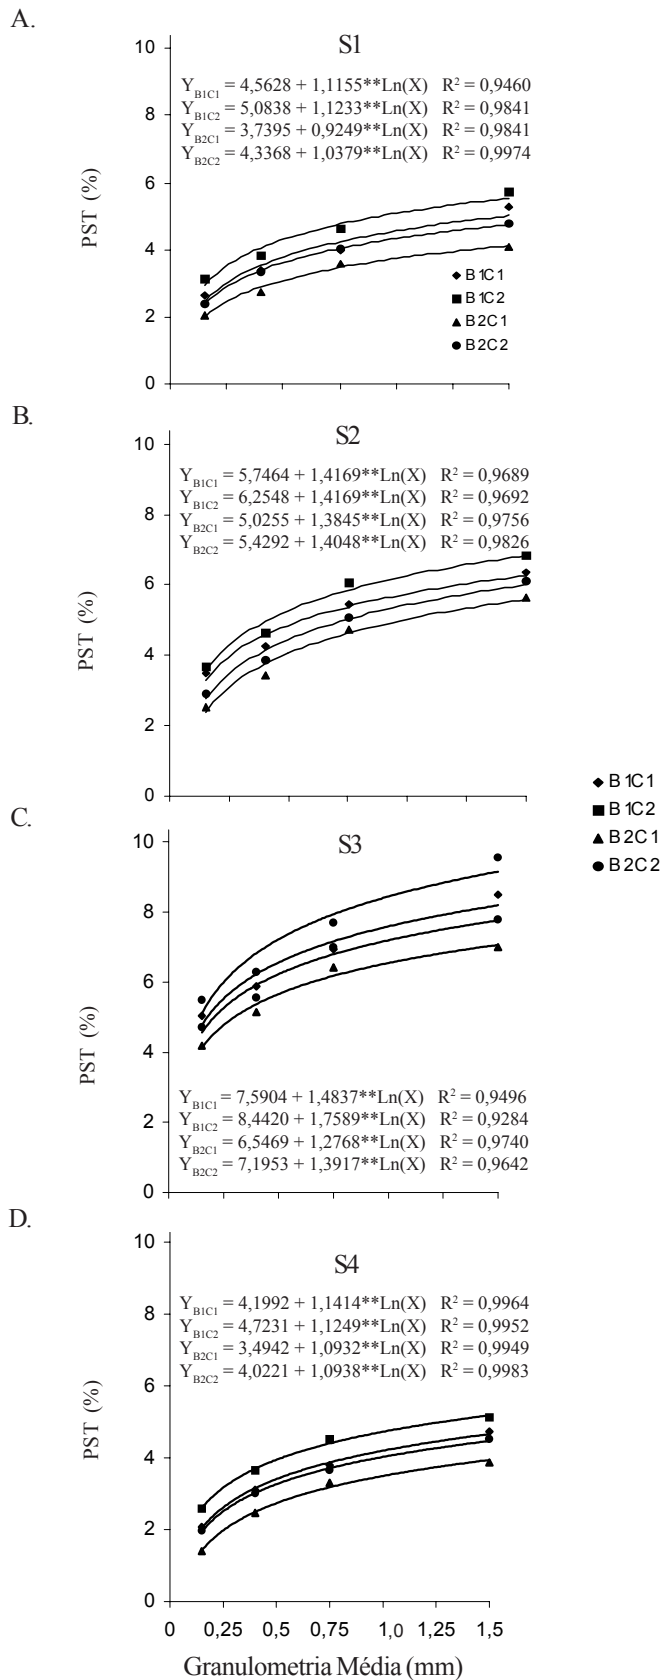 A.
S1
10
Y_B1C1 = 4,5628 + 1,1155**Ln(X) R² = 0,9460
Y_B1C2 = 5,0838 + 1,1233**Ln(X) R² = 0,9841
Y_B2C1 = 3,7395 + 0,9249**Ln(X) R² = 0,9841
Y_B2C2 = 4,3368 + 1,0379**Ln(X) R² = 0,9974
8
6
4
2
0
PST (%)
B1C1
B1C2
B2C1
B2C2
B.
S2
10
Y_B1C1 = 5,7464 + 1,4169**Ln(X) R² = 0,9689
Y_B1C2 = 6,2548 + 1,4169**Ln(X) R² = 0,9692
Y_B2C1 = 5,0255 + 1,3845**Ln(X) R² = 0,9756
Y_B2C2 = 5,4292 + 1,4048**Ln(X) R² = 0,9826
8
6
4
2
0
PST (%)
B1C1
B1C2
B2C1
B2C2
C.
S3
10
8
6
4
2
0
PST (%)
Y_B1C1 = 7,5904 + 1,4837**Ln(X) R² = 0,9496
Y_B1C2 = 8,4420 + 1,7589**Ln(X) R² = 0,9284
Y_B2C1 = 6,5469 + 1,2768**Ln(X) R² = 0,9740
Y_B2C2 = 7,1953 + 1,3917**Ln(X) R² = 0,9642
D.
S4
10
Y_B1C1 = 4,1992 + 1,1414**Ln(X) R² = 0,9964
Y_B1C2 = 4,7231 + 1,1249**Ln(X) R² = 0,9952
Y_B2C1 = 3,4942 + 1,0932**Ln(X) R² = 0,9949
Y_B2C2 = 4,0221 + 1,0938**Ln(X) R² = 0,9983
8
6
4
2
0
PST (%)
0 0,25 0,5 0,75 1,0 1,25 1,5
Granulometria Média (mm)